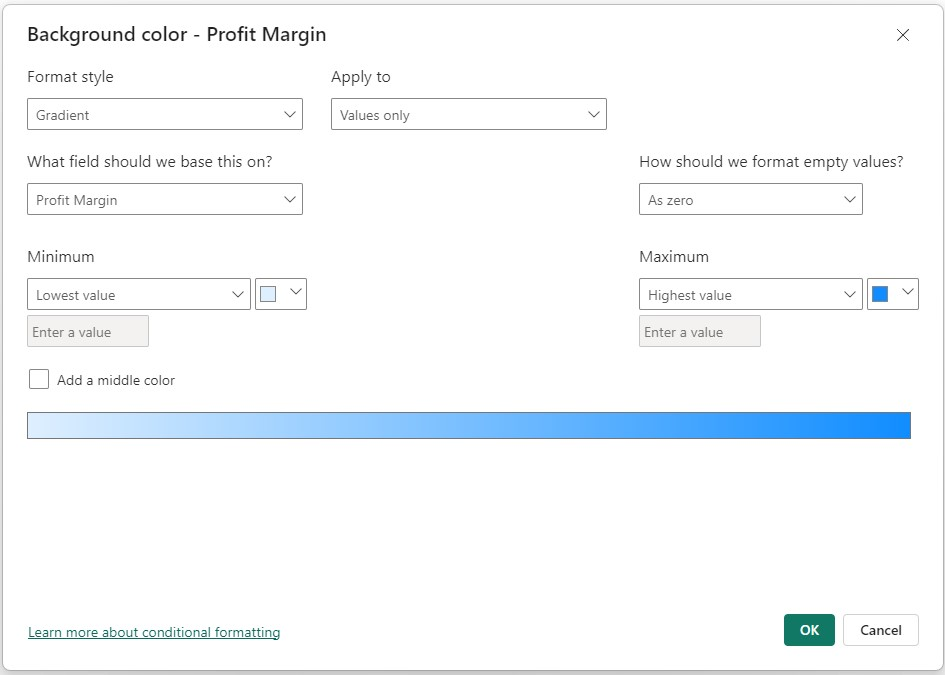 Background color - Profit Margin
Format style
Apply to
Gradient
Values only
What field should we base this on?
How should we format empty values?
Profit Margin
As zero
Minimum
Maximum
Lowest value
Highest value
Enter a value
Enter a value
Add a middle color
Learn more about conditional formatting
OK
Cancel